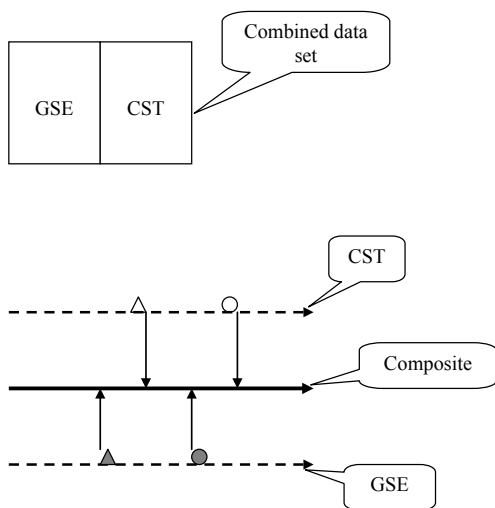 Combined data
set
GSE CST
CST
Composite
GSE